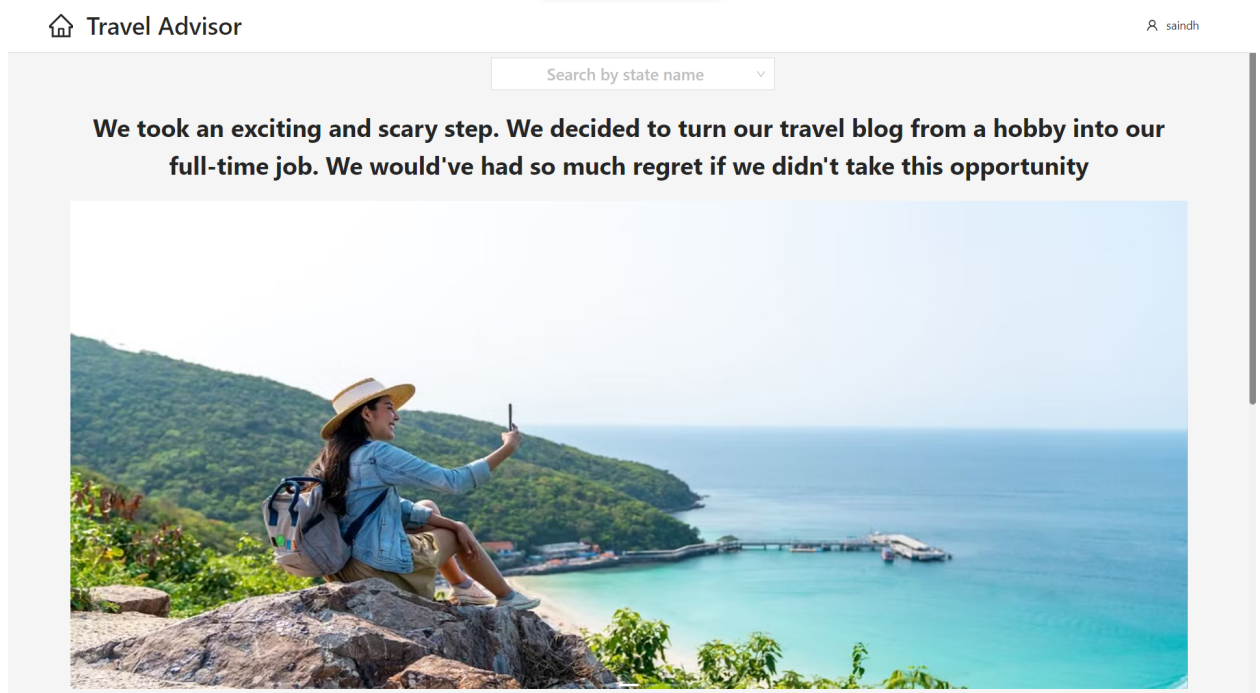 Travel Advisor
saindh
Search by state name
We took an exciting and scary step. We decided to turn our travel blog from a hobby into our
full-time job. We would've had so much regret if we didn't take this opportunity